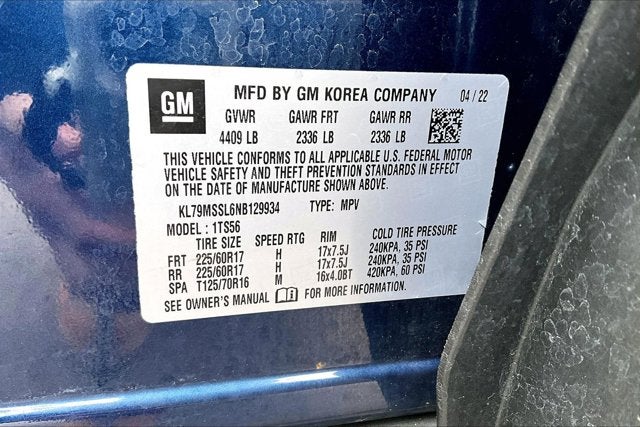 GM
MFD BY GM KOREA COMPANY 04 / 22
GVWR GAWR FRT GAWR RR
4409 LB 2336 LB 2336 LB
THIS VEHICLE CONFORMS TO ALL APPLICABLE U.S. FEDERAL MOTOR
VEHICLE SAFETY AND THEFT PREVENTION STANDARDS IN EFFECT
ON THE DATE OF MANUFACTURE SHOWN ABOVE.
KL79MSSL6NB129934 TYPE: MPV
MODEL : 1TS56
TIRE SIZE SPEED RTG RIM COLD TIRE PRESSURE
FRT 225/60R17 H 17x7.5J 240KPA, 35 PSI
RR 225/60R17 H 17x7.5J 240KPA, 35 PSI
SPA T125/70R16 M 16x4.0BT 420KPA, 60 PSI
SEE OWNER'S MANUAL FOR MORE INFORMATION.